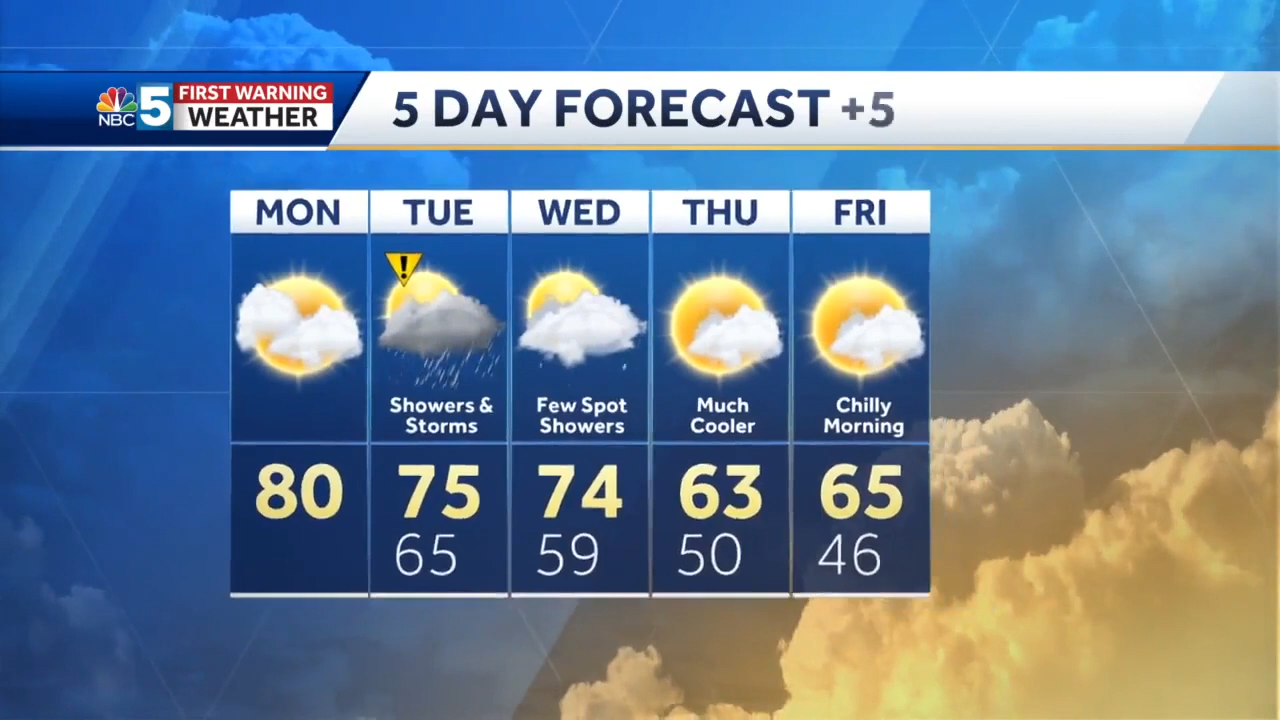 NBC 5 FIRST WARNING
WEATHER
5 DAY FORECAST +5
MON TUE WED THU FRI
!
Showers & Few Spot Much Chilly
Storms Showers Cooler Morning
80 75 74 63 65
65 59 50 46